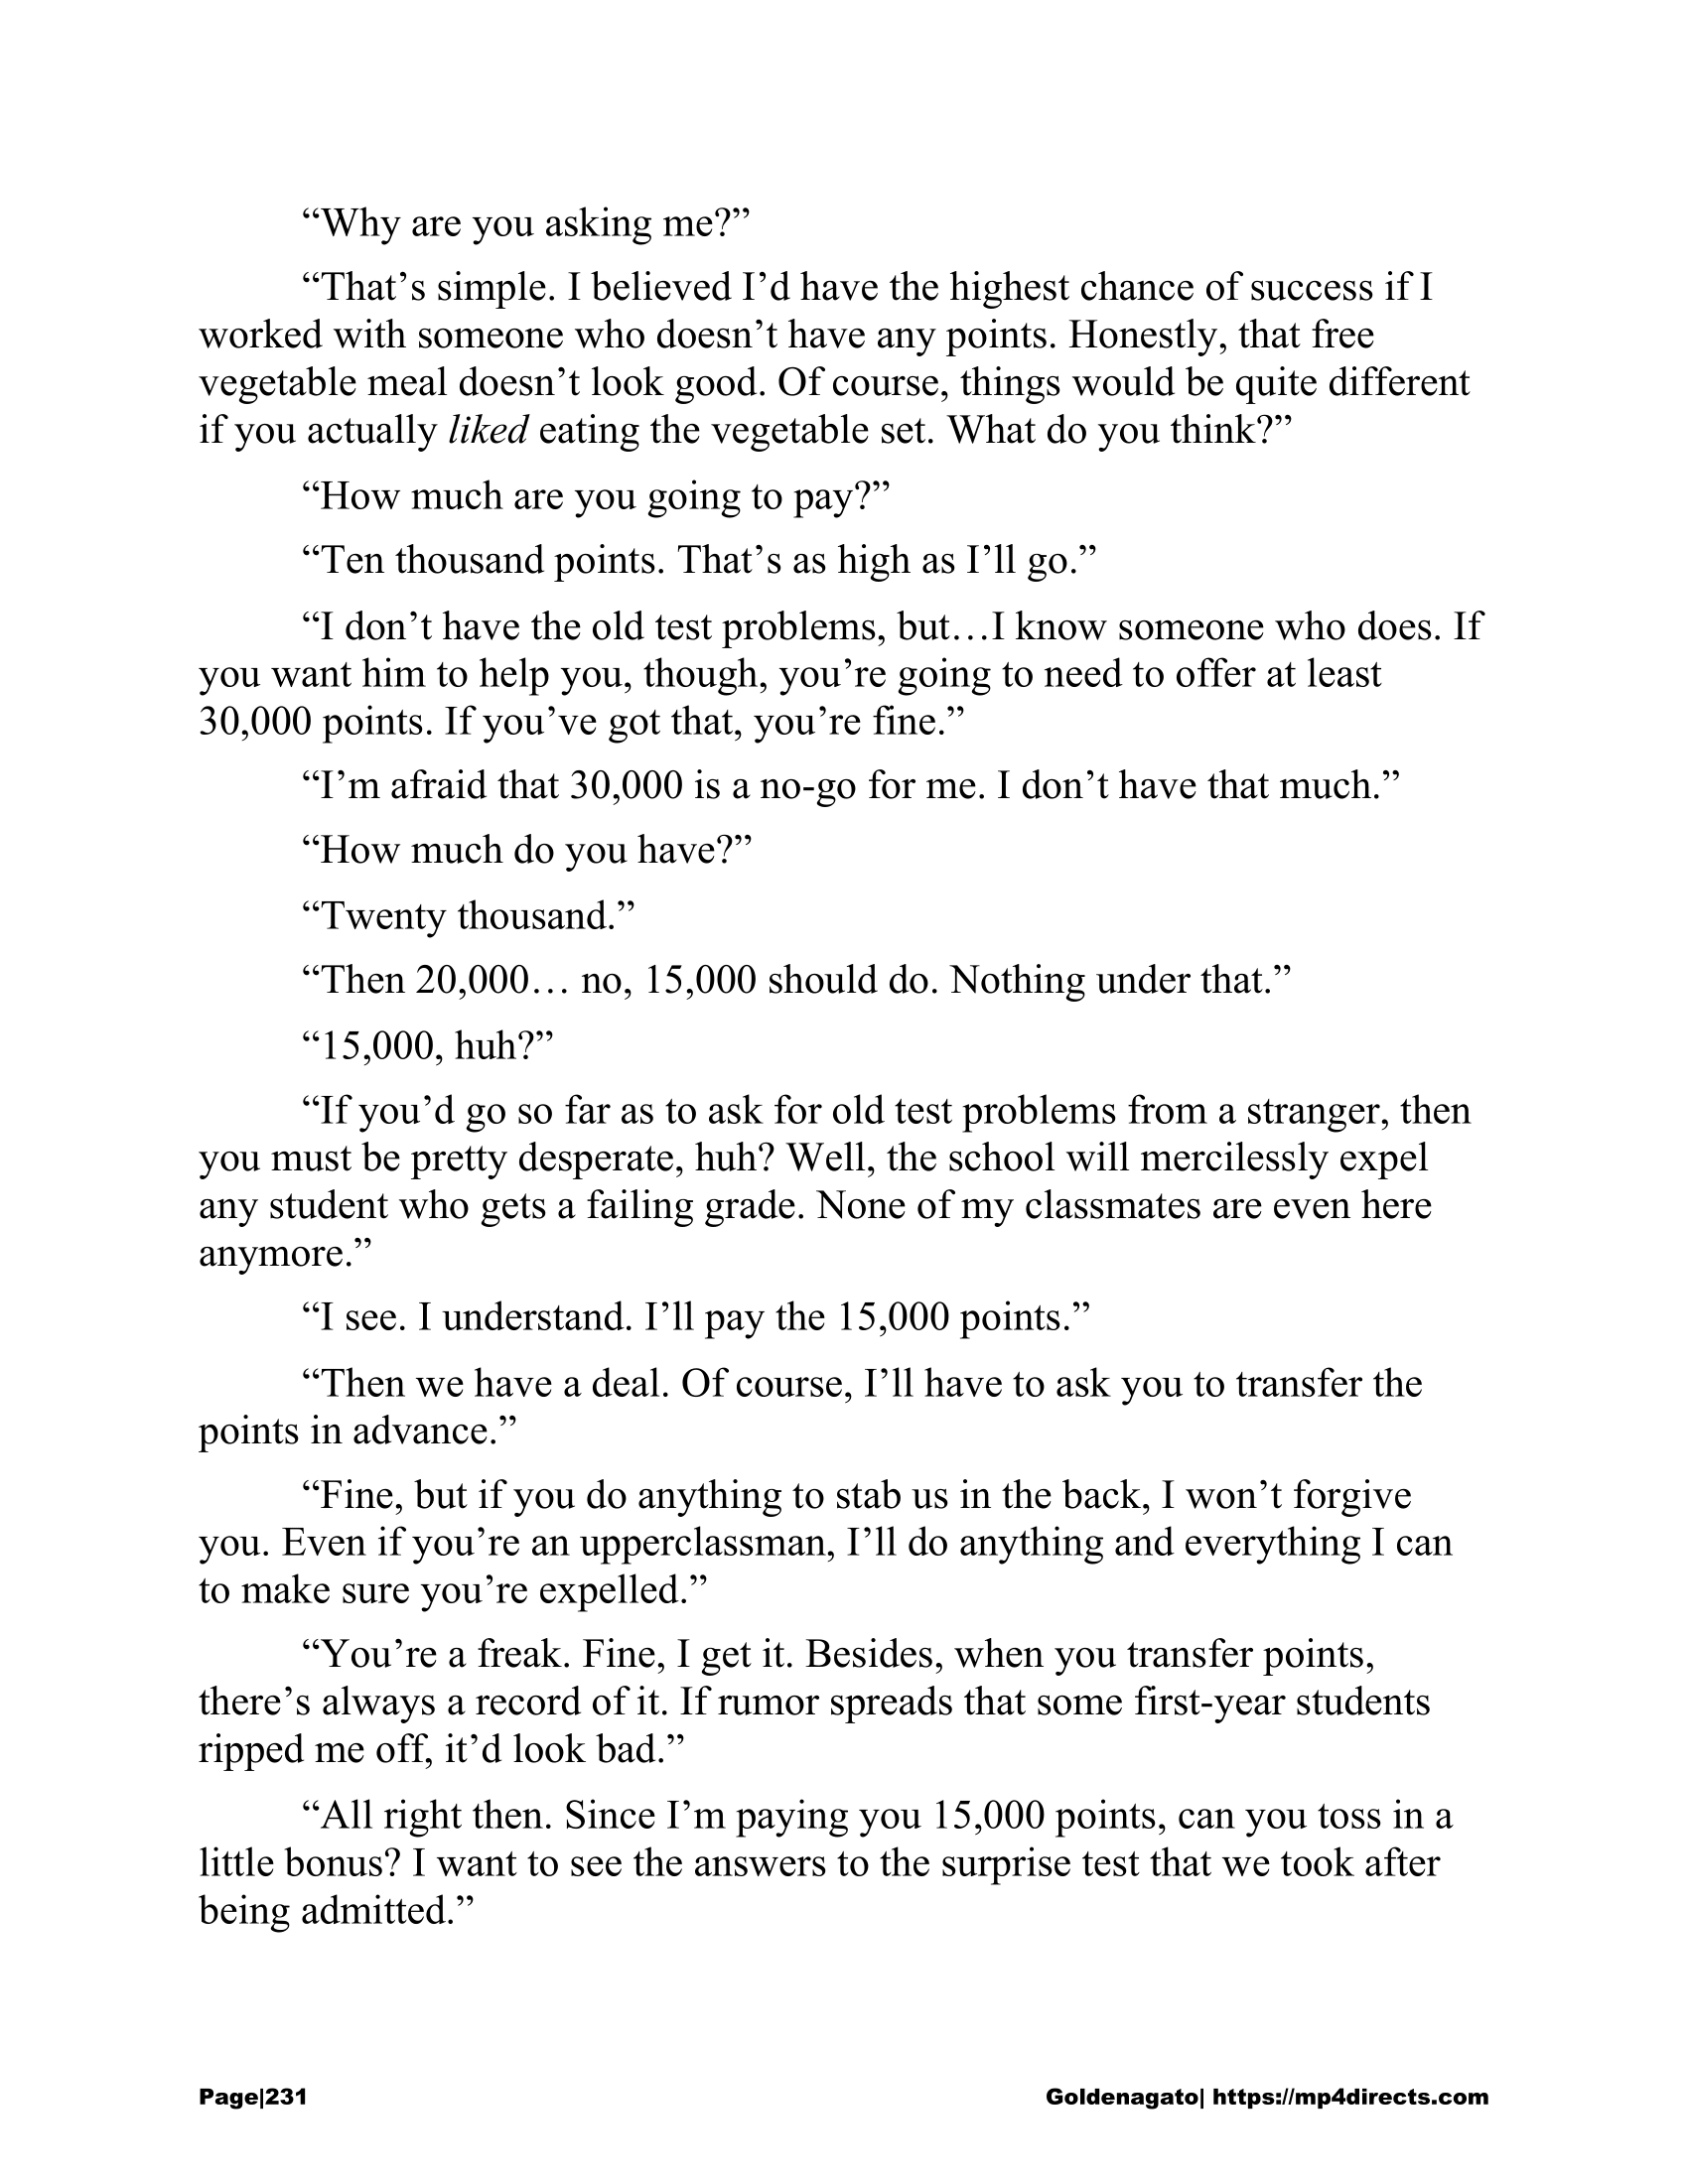 “Why are you asking me?”
“That’s simple. I believed I’d have the highest chance of success if I
worked with someone who doesn’t have any points. Honestly, that free
vegetable meal doesn’t look good. Of course, things would be quite different
if you actually liked eating the vegetable set. What do you think?”
“How much are you going to pay?”
“Ten thousand points. That’s as high as I’ll go.”
“I don’t have the old test problems, but…I know someone who does. If
you want him to help you, though, you’re going to need to offer at least
30,000 points. If you’ve got that, you’re fine.”
“I’m afraid that 30,000 is a no-go for me. I don’t have that much.”
“How much do you have?”
“Twenty thousand.”
“Then 20,000… no, 15,000 should do. Nothing under that.”
“15,000, huh?”
“If you’d go so far as to ask for old test problems from a stranger, then
you must be pretty desperate, huh? Well, the school will mercilessly expel
any student who gets a failing grade. None of my classmates are even here
anymore.”
“I see. I understand. I’ll pay the 15,000 points.”
“Then we have a deal. Of course, I’ll have to ask you to transfer the
points in advance.”
“Fine, but if you do anything to stab us in the back, I won’t forgive
you. Even if you’re an upperclassman, I’ll do anything and everything I can
to make sure you’re expelled.”
“You’re a freak. Fine, I get it. Besides, when you transfer points,
there’s always a record of it. If rumor spreads that some first-year students
ripped me off, it’d look bad.”
“All right then. Since I’m paying you 15,000 points, can you toss in a
little bonus? I want to see the answers to the surprise test that we took after
being admitted.”
Page|231 Goldenagato| https://mp4directs.com